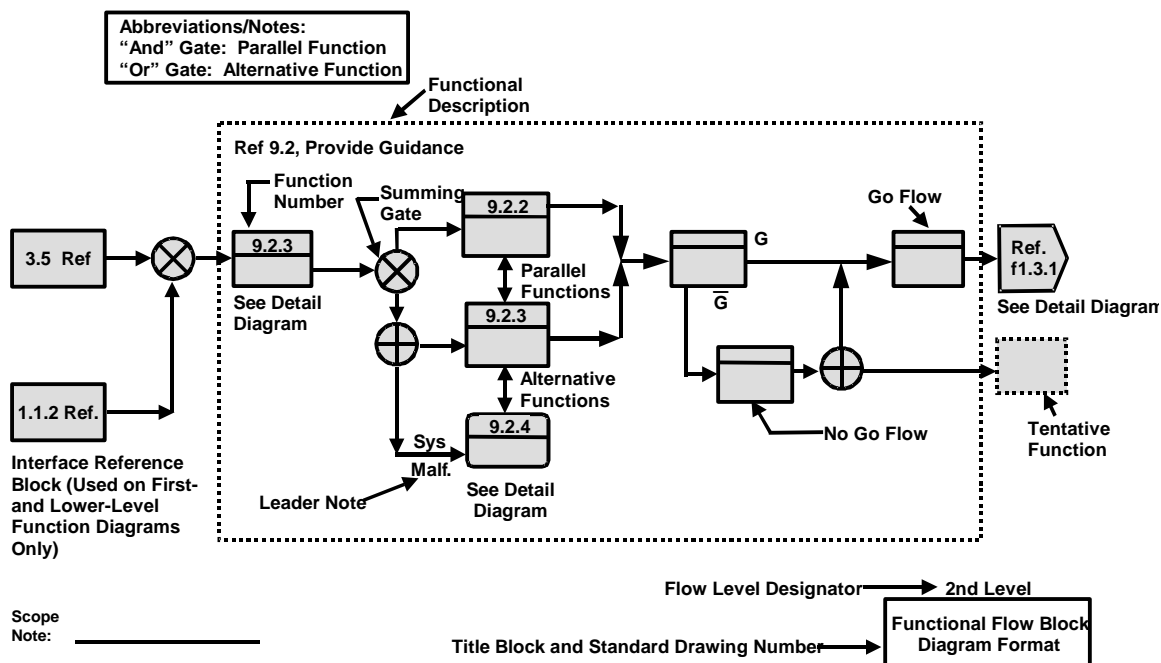 Abbreviations/Notes:
“And” Gate: Parallel Function
“Or” Gate: Alternative Function
Functional
Description
Ref 9.2, Provide Guidance
Function
Number
Summing
Gate
9.2.2
Go Flow
3.5 Ref
9.2.3
G
Ref.
f1.3.1
Parallel
Functions
See Detail
Diagram
G
See Detail Diagram
9.2.3
Alternative
Functions
1.1.2 Ref.
9.2.4
No Go Flow
Tentative
Function
Sys
Malf.
Interface Reference
Block (Used on First-
and Lower-Level
Function Diagrams
Only)
Leader Note
See Detail
Diagram
Flow Level Designator
2nd Level
Scope
Note:
Functional Flow Block
Diagram Format
Title Block and Standard Drawing Number